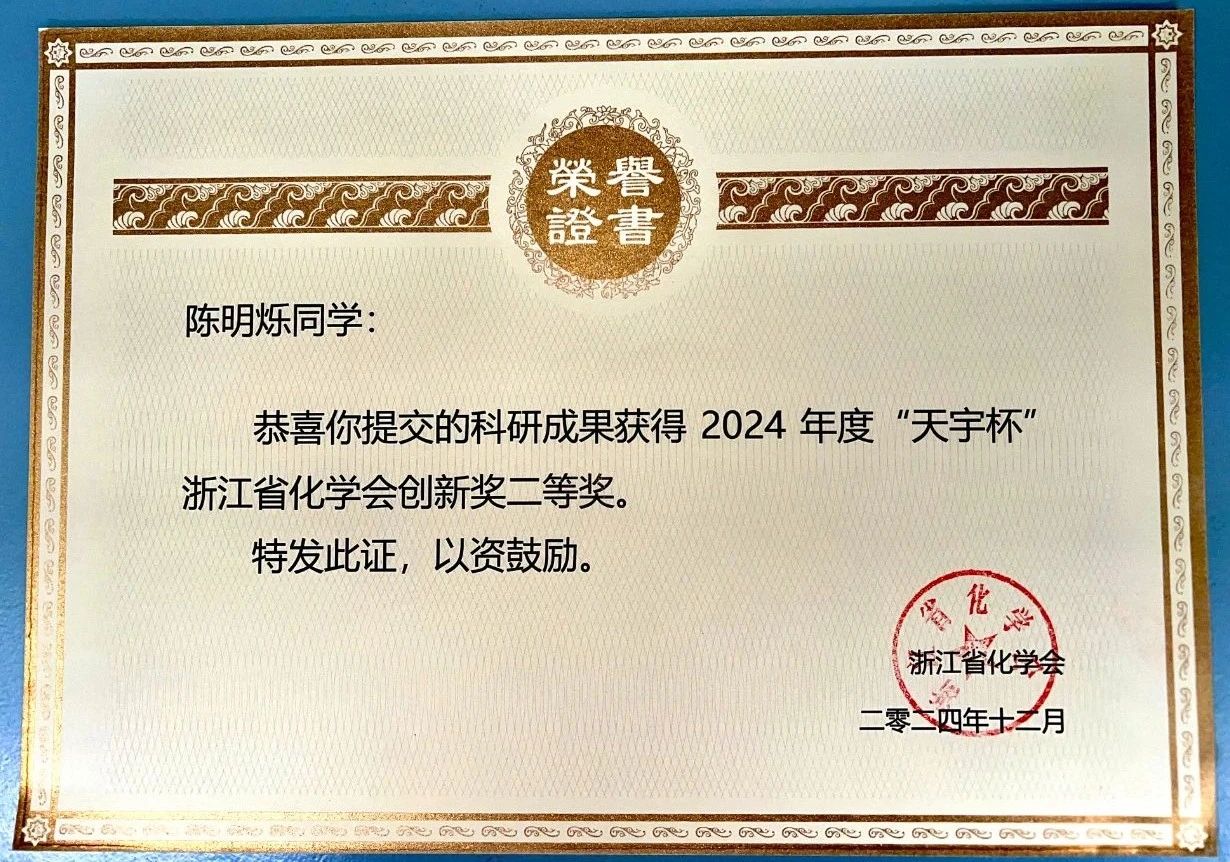 榮譽
證書
陈明烁同学：
恭喜你提交的科研成果获得 2024 年度“天宇杯”
浙江省化学会创新奖二等奖。
特发此证，以资鼓励。
省化学
浙江省化学会
二零二四年十二月